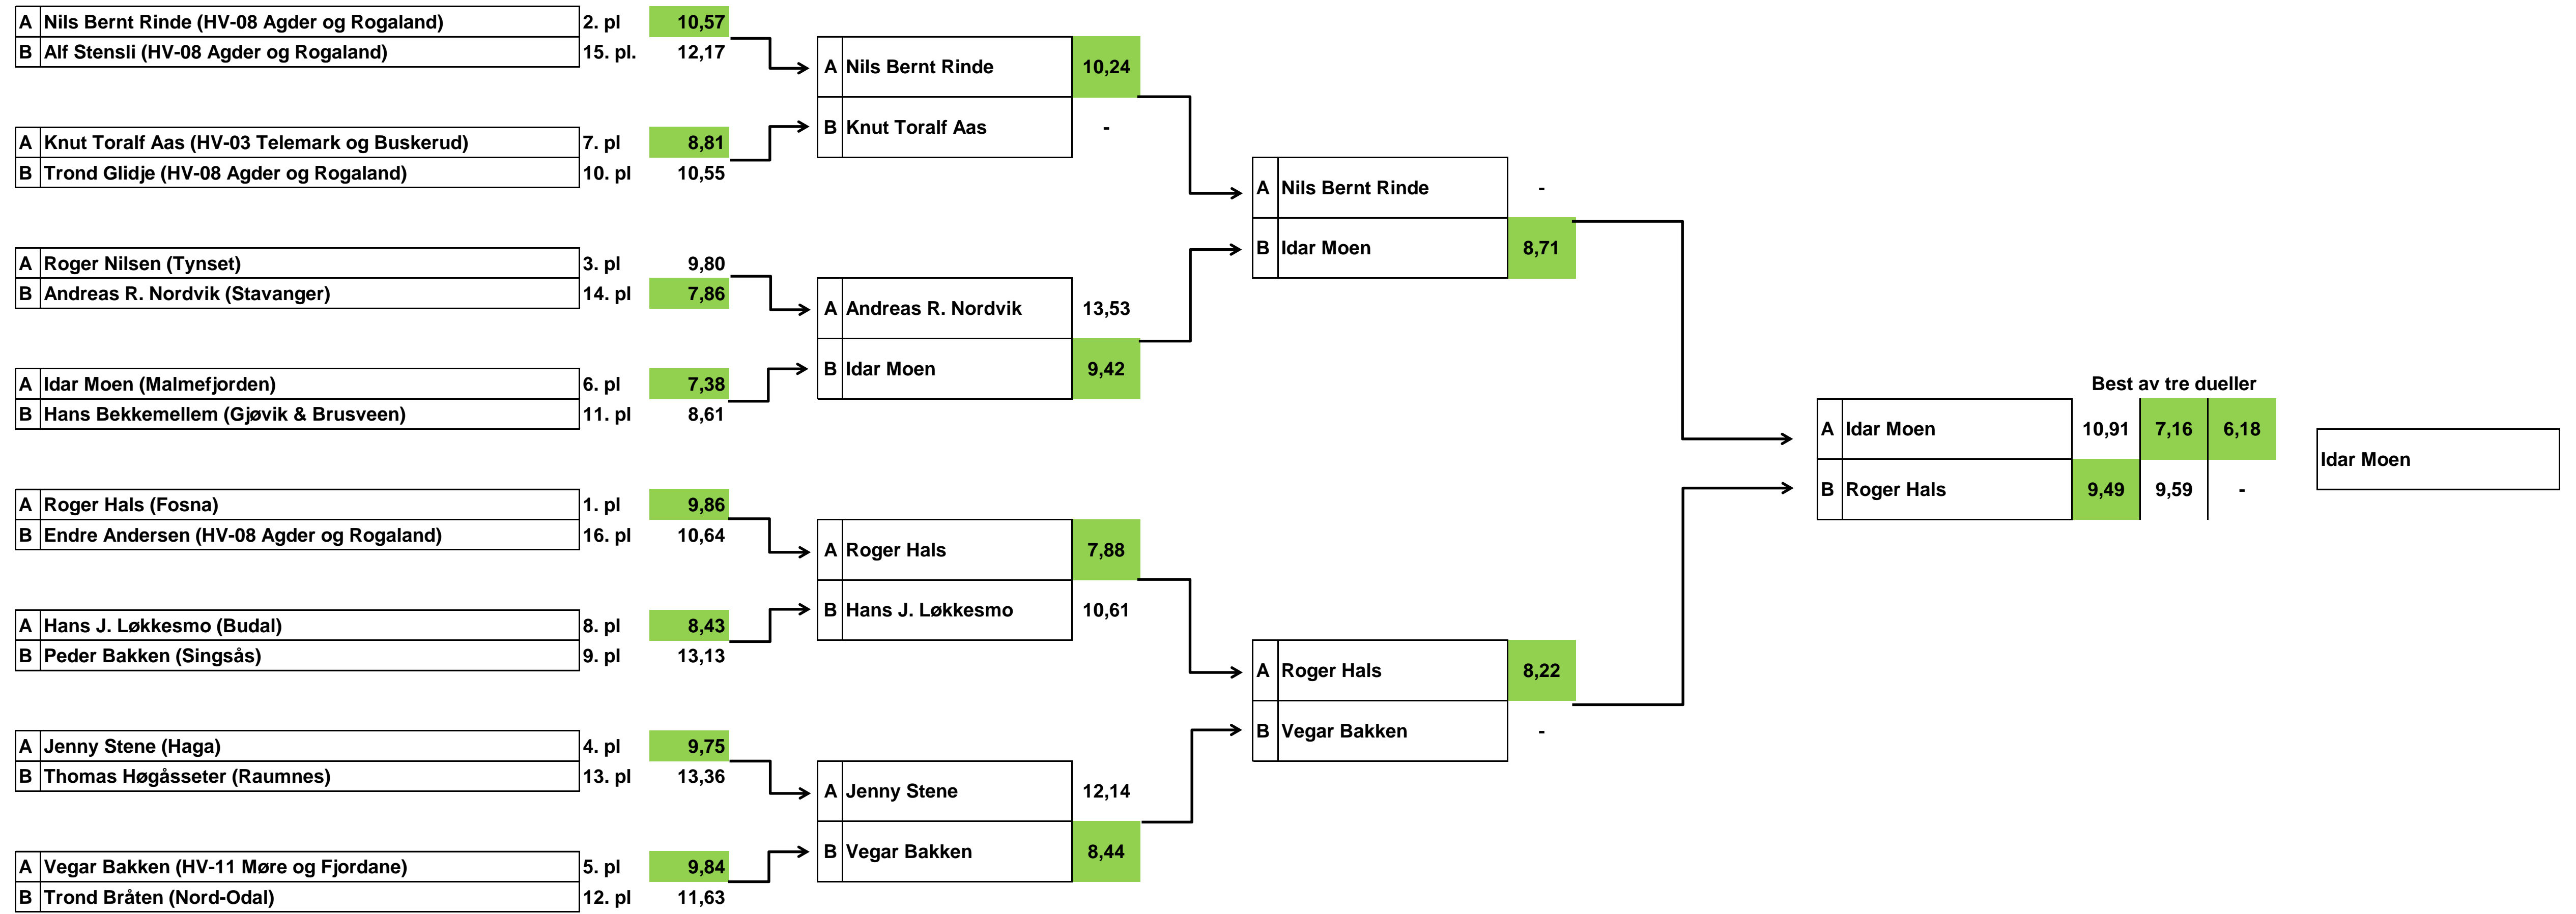 A Nils Bernt Rinde (HV-08 Agder og Rogaland) 2. pl 10,57
B Alf Stensli (HV-08 Agder og Rogaland) 15. pl. 12,17
A Knut Toralf Aas (HV-03 Telemark og Buskerud) 7. pl 8,81
B Trond Glidje (HV-08 Agder og Rogaland) 10. pl 10,55
A Roger Nilsen (Tynset) 3. pl 9,80
B Andreas R. Nordvik (Stavanger) 14. pl 7,86
A Idar Moen (Malmefjorden) 6. pl 7,38
B Hans Bekkemellem (Gjøvik & Brusveen) 11. pl 8,61
A Roger Hals (Fosna) 1. pl 9,86
B Endre Andersen (HV-08 Agder og Rogaland) 16. pl 10,64
A Hans J. Løkkesmo (Budal) 8. pl 8,43
B Peder Bakken (Singsås) 9. pl 13,13
A Jenny Stene (Haga) 4. pl 9,75
B Thomas Høgåsseter (Raumnes) 13. pl 13,36
A Vegar Bakken (HV-11 Møre og Fjordane) 5. pl 9,84
B Trond Bråten (Nord-Odal) 12. pl 11,63
A Nils Bernt Rinde 10,24
B Knut Toralf Aas -
A Andreas R. Nordvik 13,53
B Idar Moen 9,42
A Roger Hals 7,88
B Hans J. Løkkesmo 10,61
A Jenny Stene 12,14
B Vegar Bakken 8,44
A Nils Bernt Rinde -
B Idar Moen 8,71
A Roger Hals 8,22
B Vegar Bakken -
Best av tre dueller
A Idar Moen 10,91 7,16 6,18
B Roger Hals 9,49 9,59 -
Idar Moen